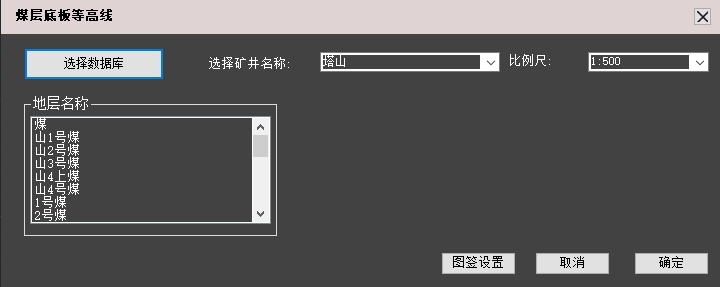 煤层底板等高线
选择数据库 选择矿井名称: 塔山 比例尺: 1:500
地层名称
煤
山1号煤
山2号煤
山3号煤
山4上煤
山4号煤
1号煤
2号煤
图签设置 取消 确定